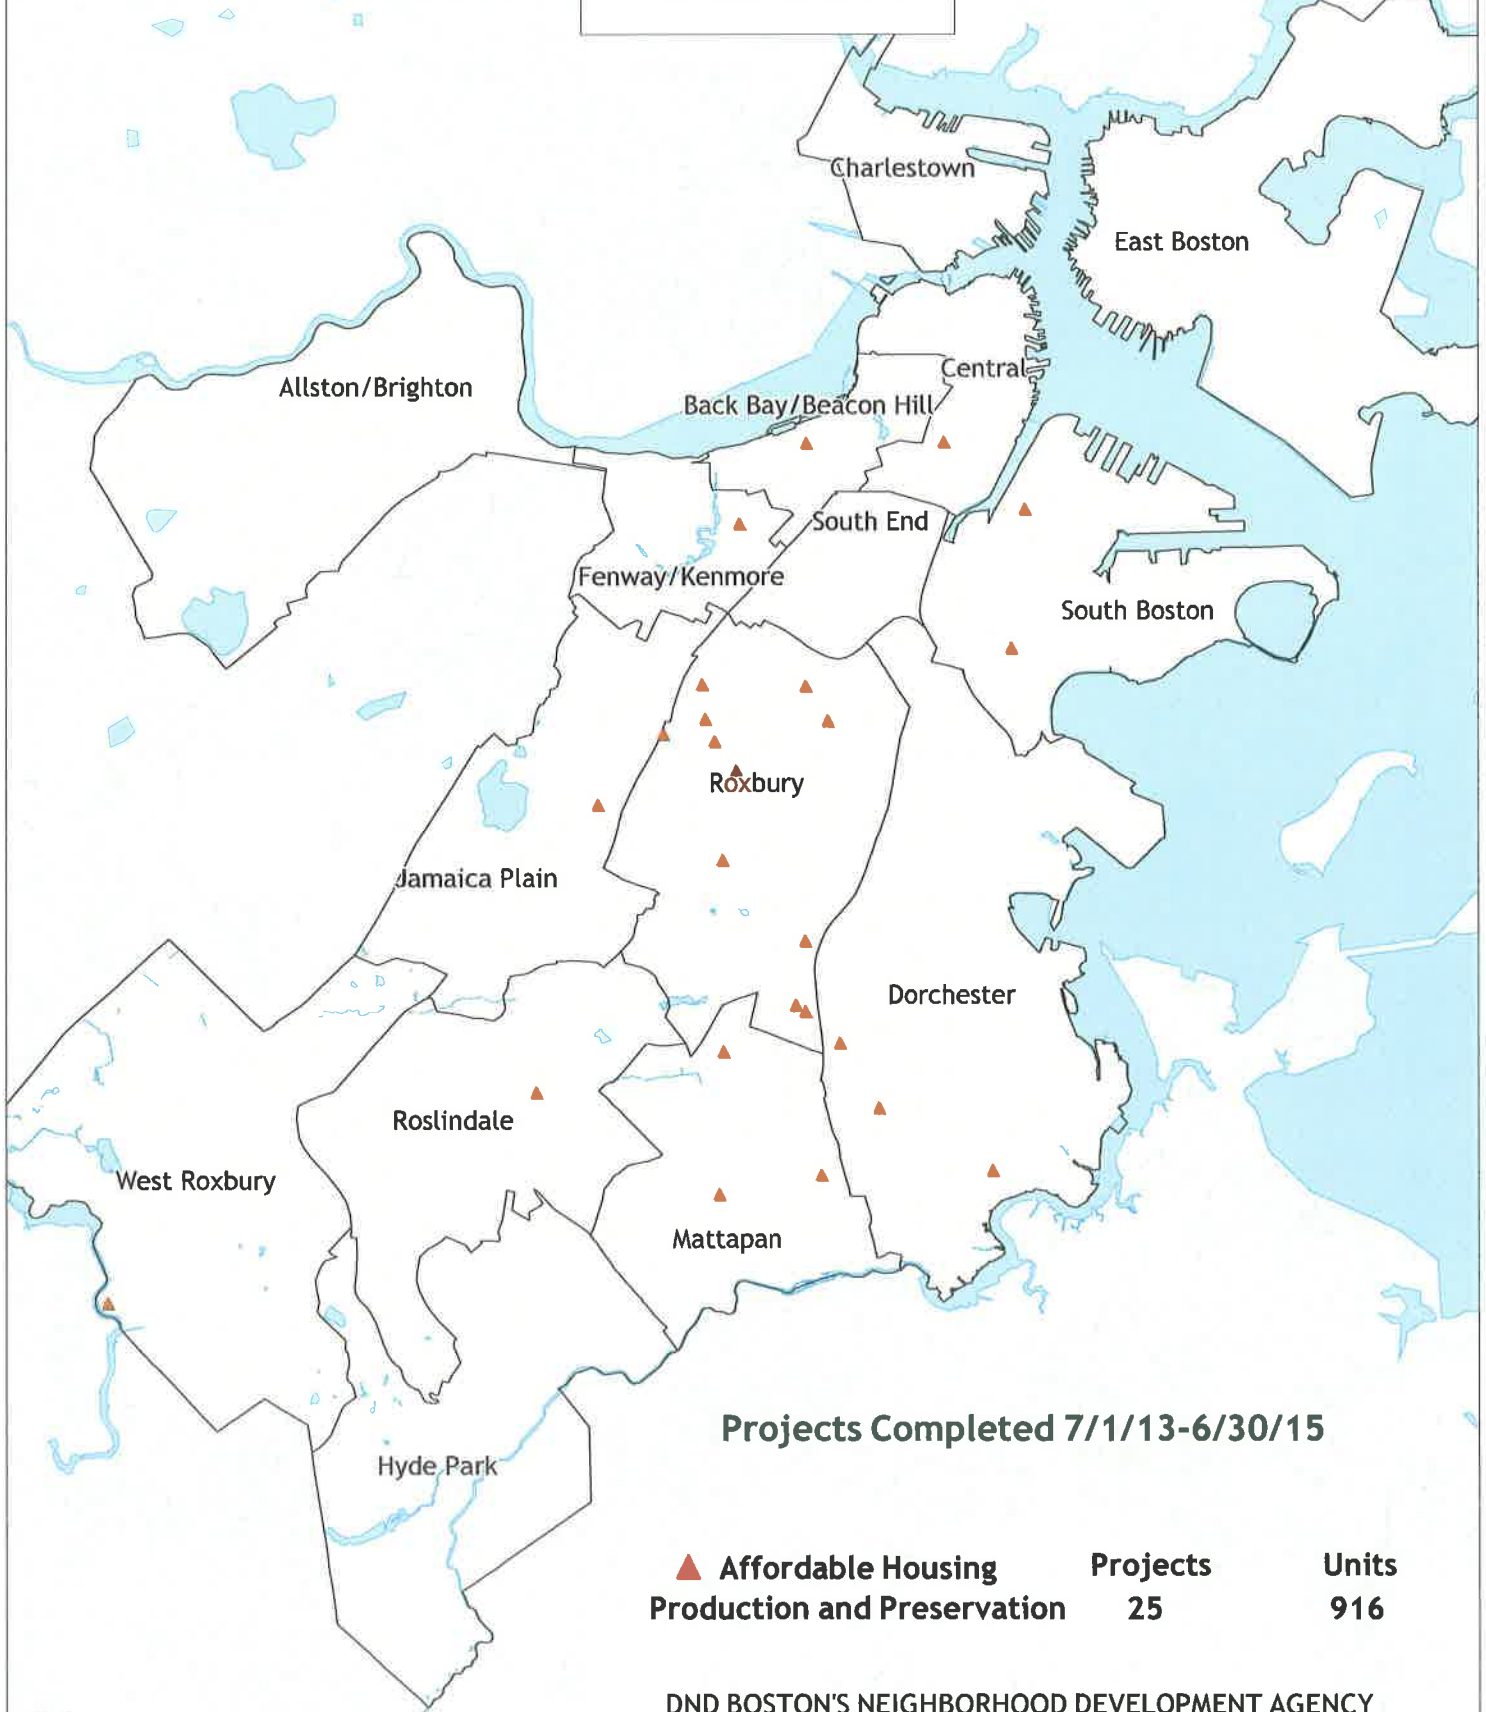 Charlestown
East Boston
Allston/Brighton
Central
Back Bay/Beacon Hill
South End
Fenway/Kenmore
South Boston
Roxbury
Jamaica Plain
Dorchester
Roslindale
West Roxbury
Mattapan
Projects Completed 7/1/13-6/30/15
Hyde Park
Affordable Housing Projects Units
Production and Preservation 25 916
DND BOSTON'S NEIGHBORHOOD DEVELOPMENT AGENCY